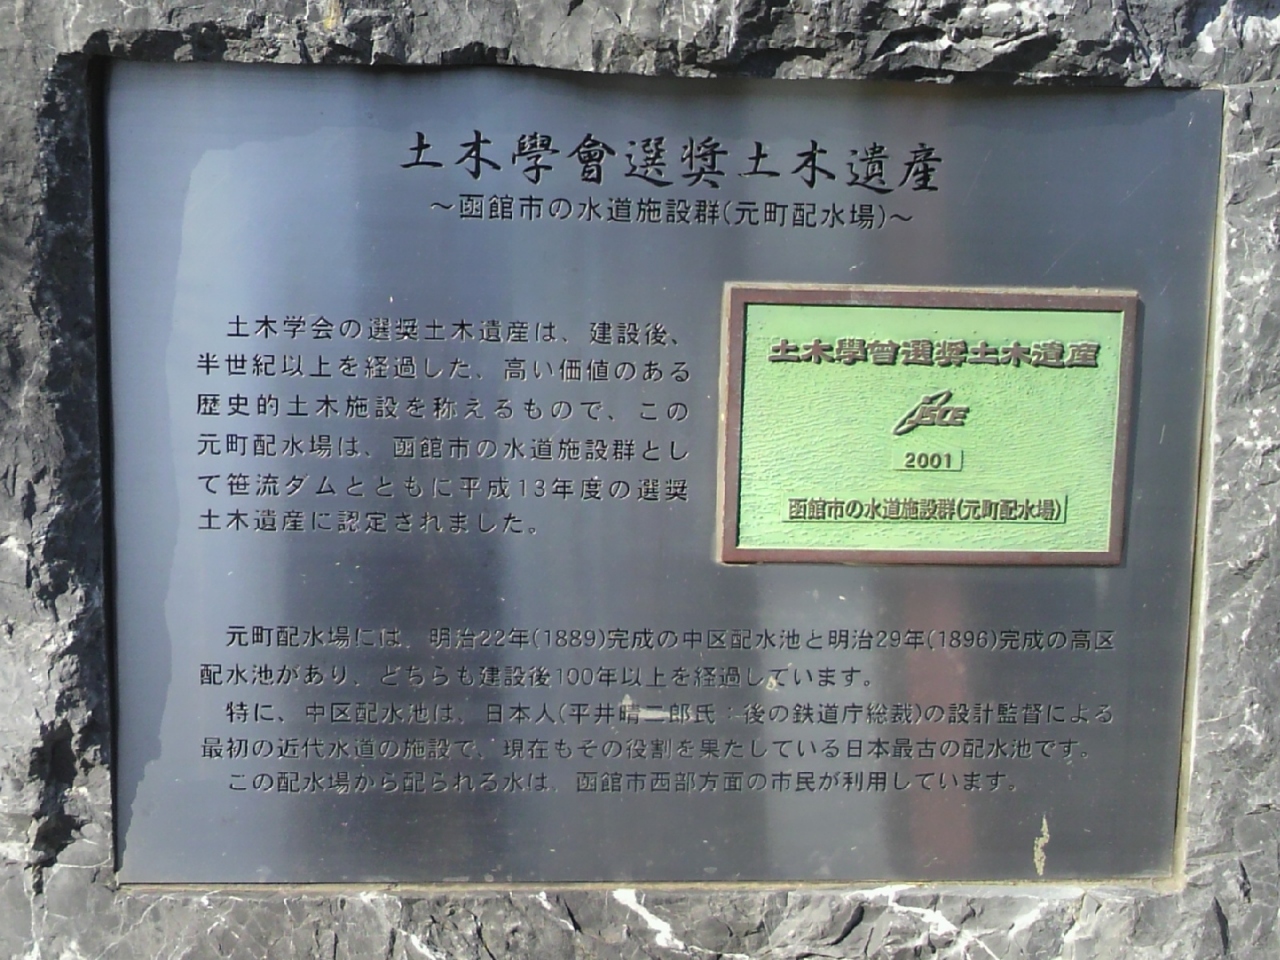 土木學會選奨土木遺産
～函館市の水道施設群(元町配水場)～
土木学会の選奨土木遺産は、建設後、
半世紀以上を経過した、高い価値のある
歴史的土木施設を称えるもので、この
元町配水場は、函館市の水道施設群とし
て笹流ダムとともに平成13年度の選奨
土木遺産に認定されました。
土木學會選奨土木遺産
JSCE
2001
函館市の水道施設群(元町配水場)
元町配水場には、明治22年(1889)完成の中区配水池と明治29年(1896)完成の高区
配水池があり、どちらも建設後100年以上を経過しています。
特に、中区配水池は、日本人(平井晴二郎氏：後の鉄道庁総裁)の設計監督による
最初の近代水道の施設で、現在もその役割を果たしている日本最古の配水池です。
この配水場から配られる水は、函館市西部方面の市民が利用しています。